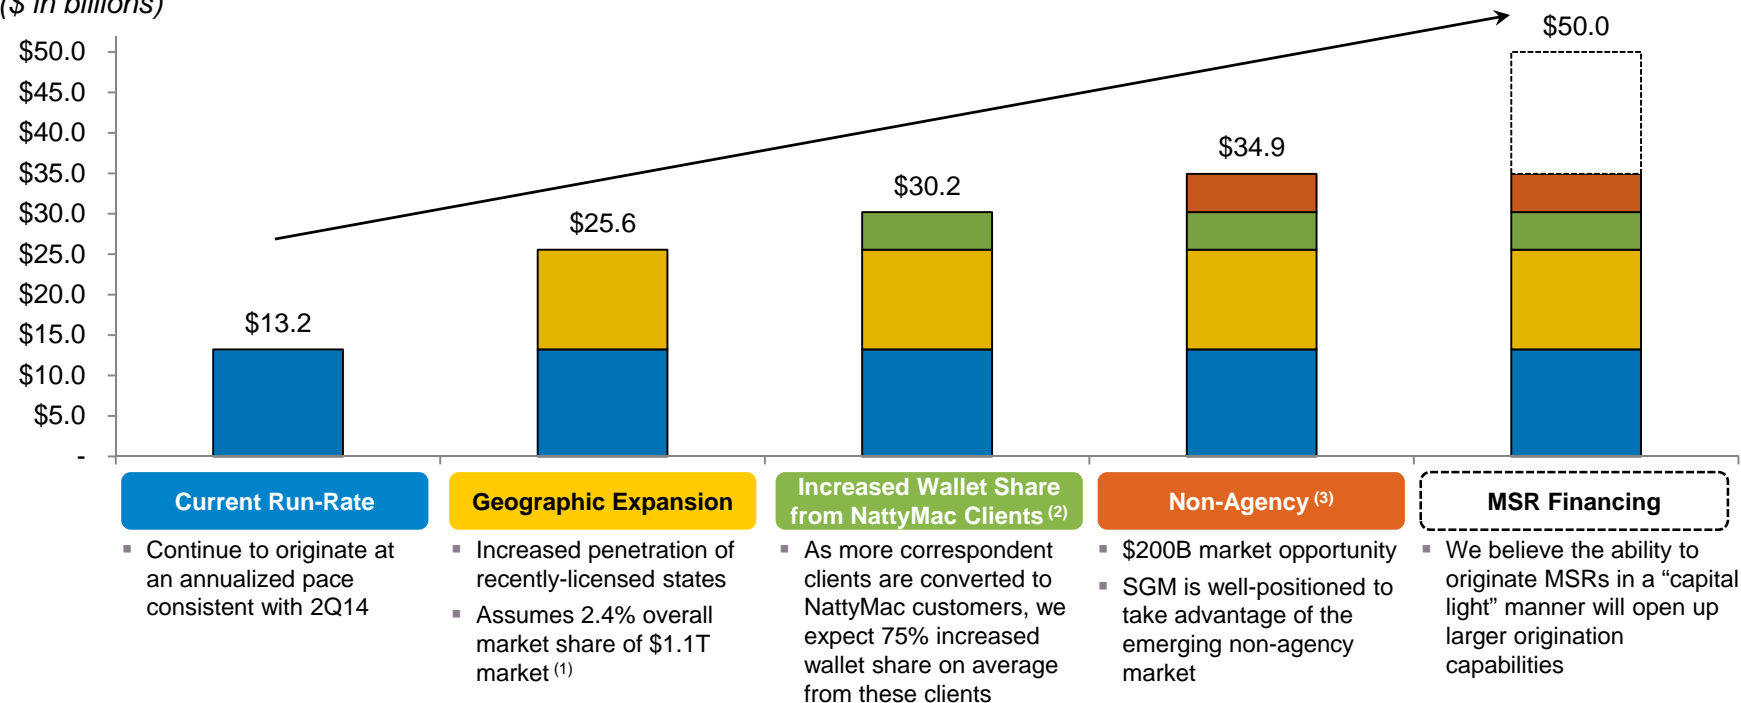 ($ in billions)
$50.0
$50.0
$45.0
$40.0
$35.0
$30.0
$25.0
$20.0
$15.0
$10.0
$5.0
-
$13.2
$25.6
$30.2
$34.9
Current Run-Rate
▪ Continue to originate at
an annualized pace
consistent with 2Q14
Geographic Expansion
▪ Increased penetration of
recently-licensed states
▪ Assumes 2.4% overall
market share of $1.1T
market (1)
Increased Wallet Share
from NattyMac Clients (2)
▪ As more correspondent
clients are converted to
NattyMac customers, we
expect 75% increased
wallet share on average
from these clients
Non-Agency (3)
▪ $200B market opportunity
▪ SGM is well-positioned to
take advantage of the
emerging non-agency
market
MSR Financing
▪ We believe the ability to
originate MSRs in a “capital
light” manner will open up
larger origination
capabilities